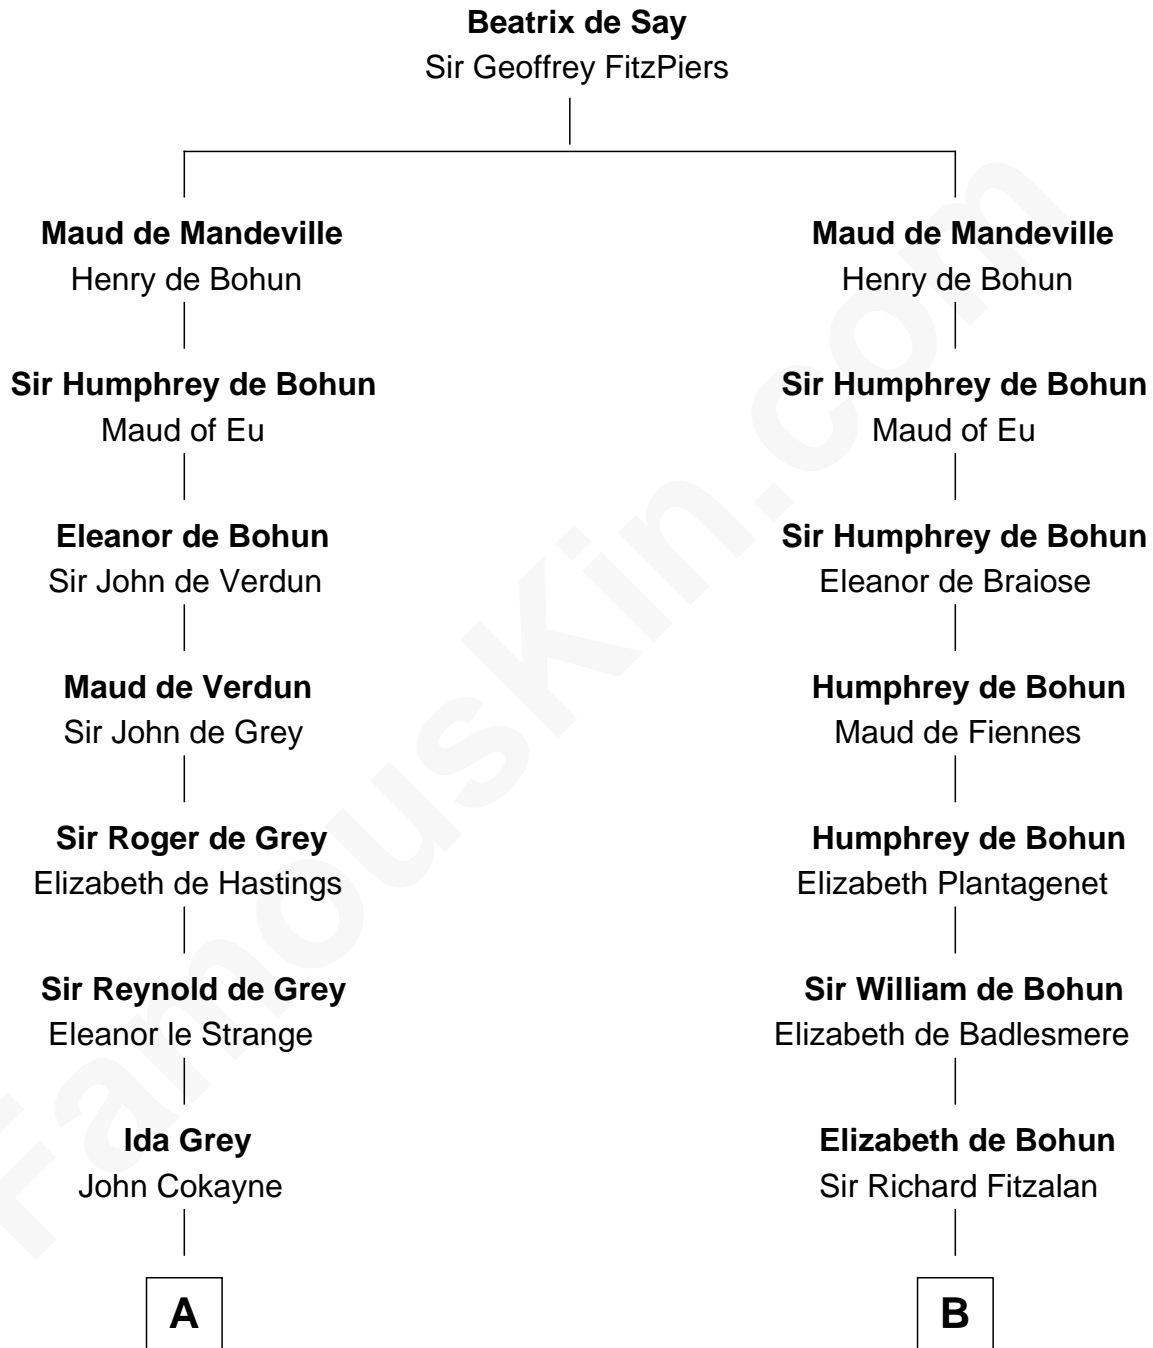 Beatrix de Say
Sir Geoffrey FitzPiers
Maud de Mandeville
Henry de Bohun
Sir Humphrey de Bohun
Maud of Eu
Eleanor de Bohun
Sir John de Verdun
Maud de Verdun
Sir John de Grey
Sir Roger de Grey
Elizabeth de Hastings
Sir Reynold de Grey
Eleanor le Strange
Ida Grey
John Cokayne
A
Maud de Mandeville
Henry de Bohun
Sir Humphrey de Bohun
Maud of Eu
Sir Humphrey de Bohun
Eleanor de Braiose
Humphrey de Bohun
Maud de Fiennes
Humphrey de Bohun
Elizabeth Plantagenet
Sir William de Bohun
Elizabeth de Badlesmere
Elizabeth de Bohun
Sir Richard Fitzalan
B
FamousKin.com